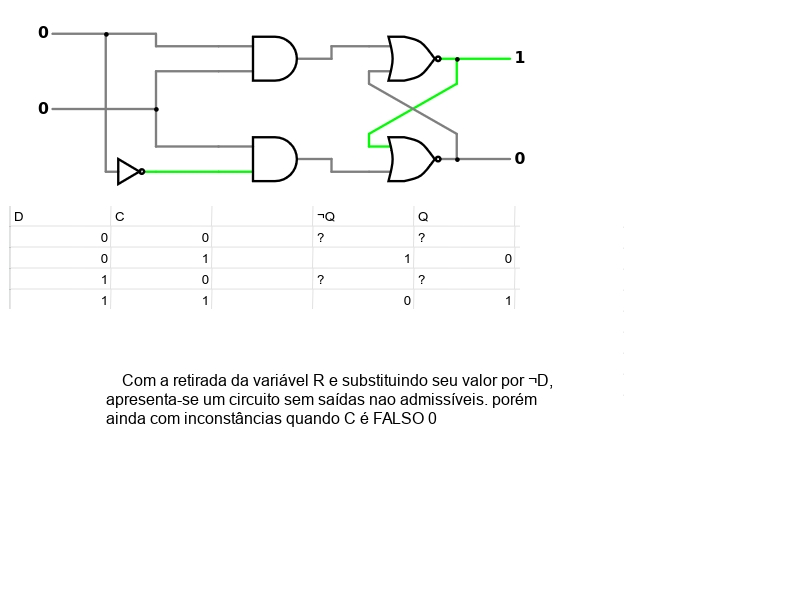 0
1
0
0
D C ¬Q Q
0 0 ? ?
0 1 1 0
1 0 ? ?
1 1 0 1
Com a retirada da variável R e substituindo seu valor por ¬D,
apresenta-se um circuito sem saídas nao admissíveis. porém
ainda com inconstâncias quando C é FALSO 0